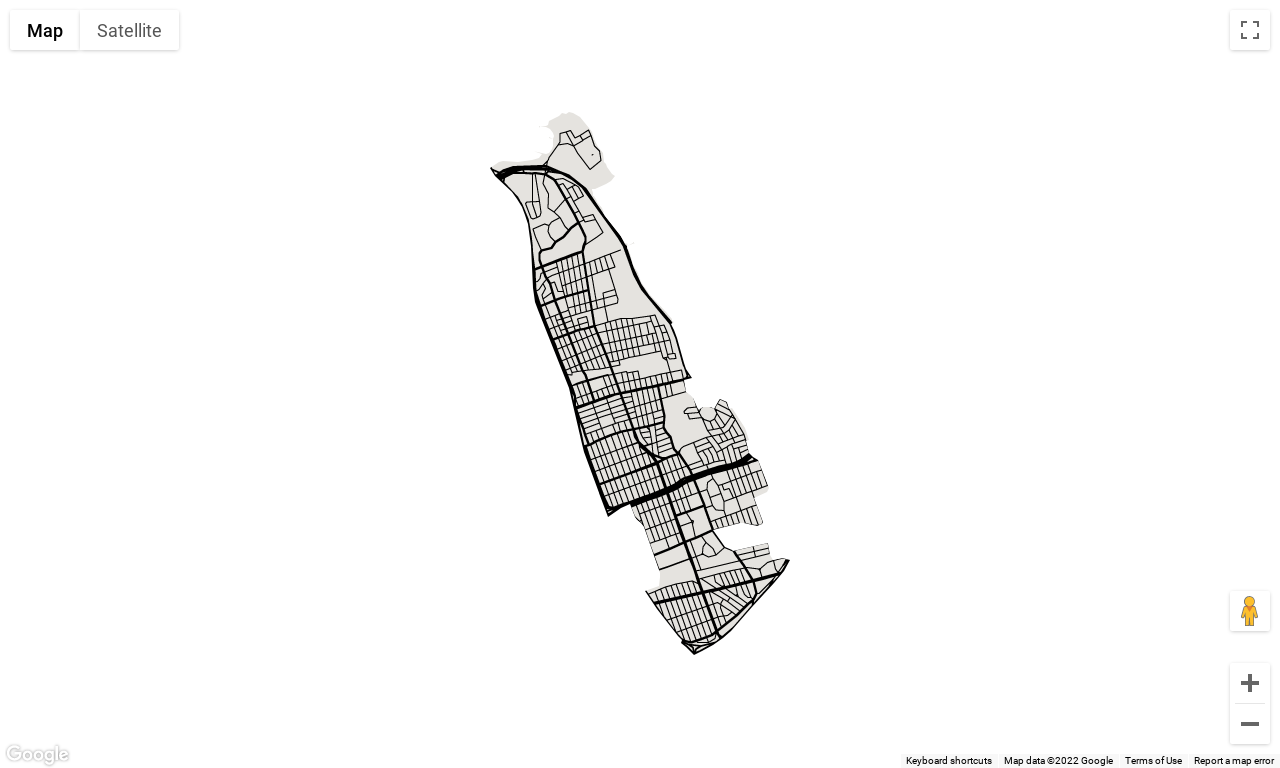 Map
Satellite
Google
Keyboard shortcuts
Map data ©2022 Google
Terms of Use
Report a map error